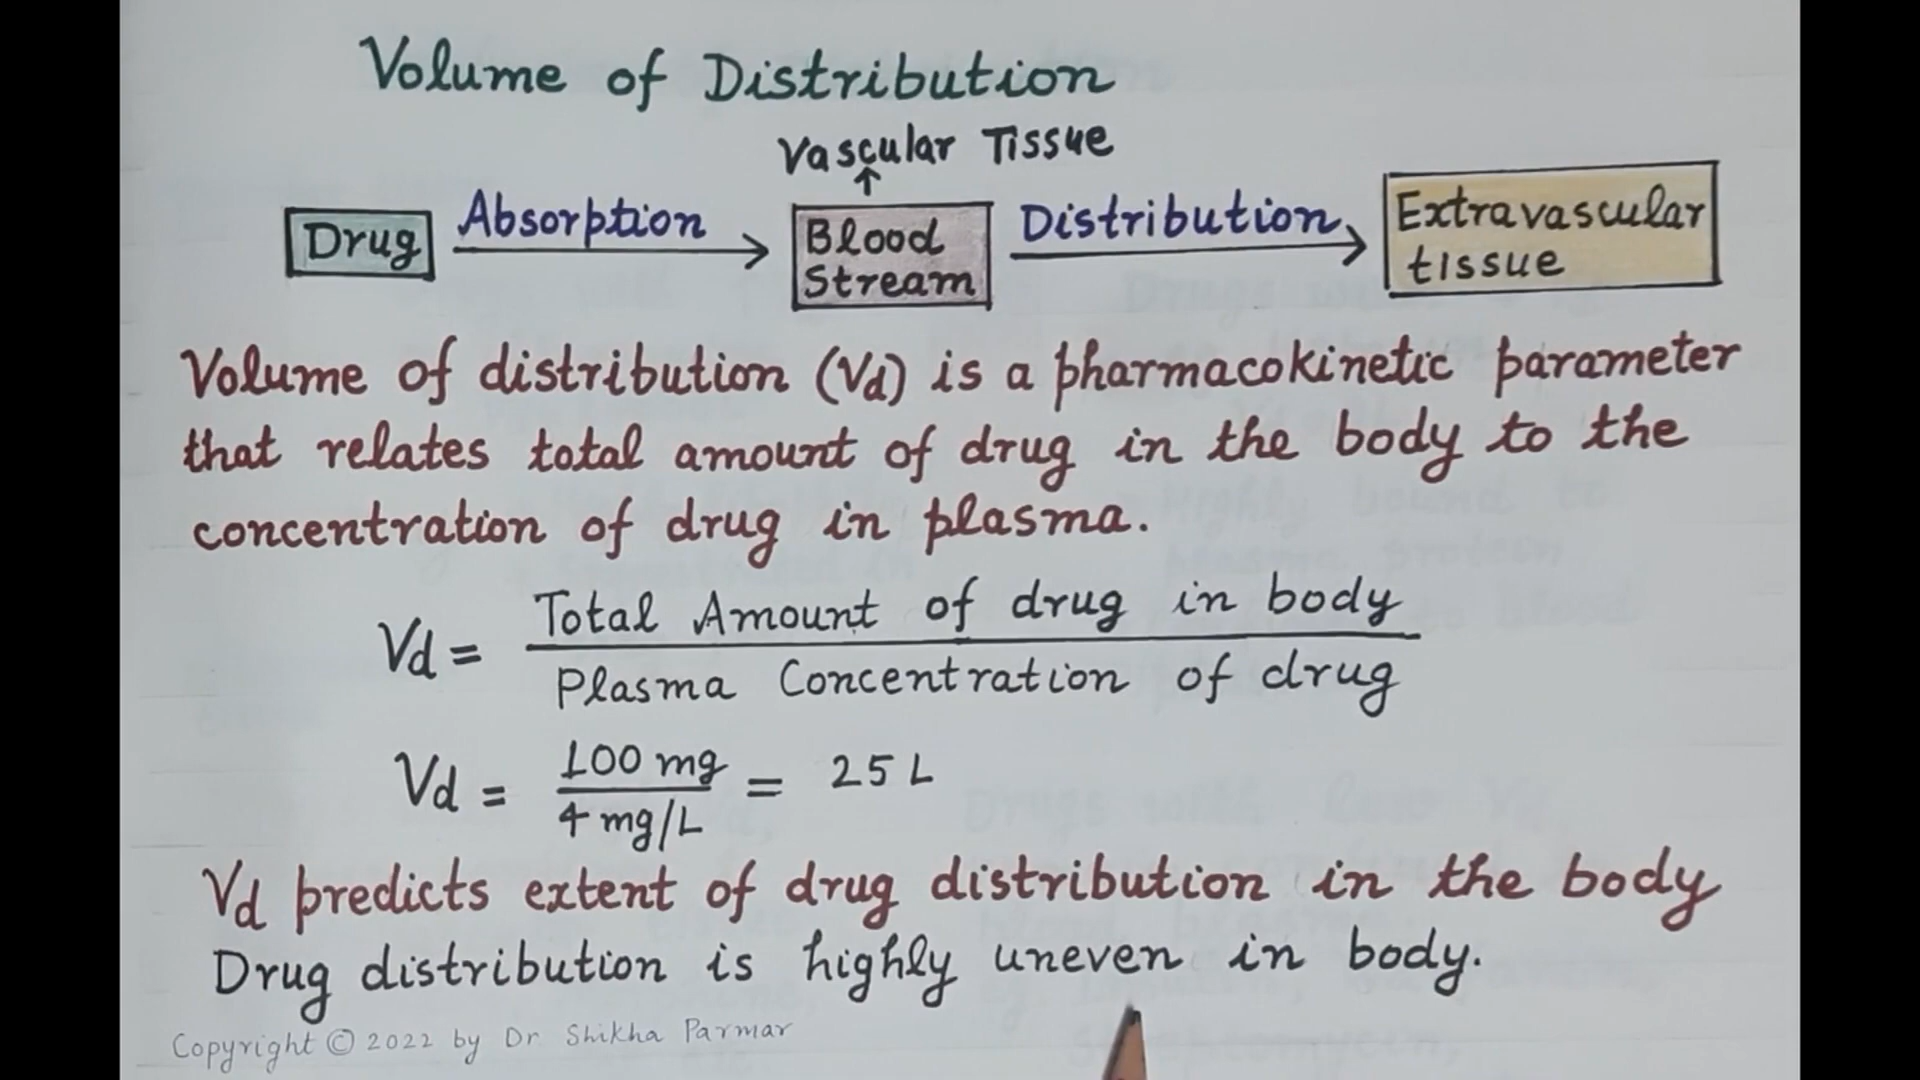 Volume of Distribution
Vascular Tissue
↑
Drug Absorption → Blood Stream Distribution → Extravascular tissue
Volume of distribution (Vd) is a pharmacokinetic parameter
that relates total amount of drug in the body to the
concentration of drug in plasma.
Vd = Total Amount of drug in body / Plasma Concentration of drug
Vd = 100 mg / 4 mg/L = 25 L
Vd predicts extent of drug distribution in the body
Drug distribution is highly uneven in body.
Copyright © 2022 by Dr Shikha Parmar